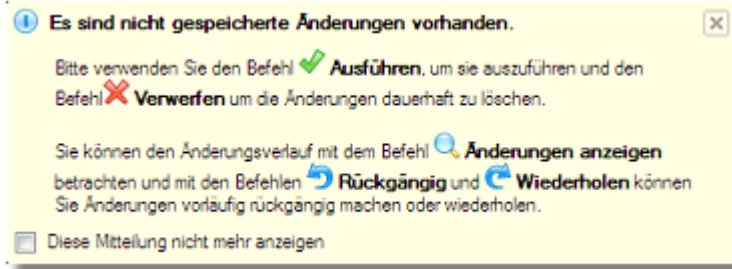 Es sind nicht gespeicherte Änderungen vorhanden.
Bitte verwenden Sie den Befehl Ausführen, um sie auszuführen und den
Befehl Verwerfen um die Änderungen dauerhaft zu löschen.
Sie können den Änderungsverlauf mit dem Befehl Änderungen anzeigen
betrachten und mit den Befehlen Rückgängig und Wiederholen können
Sie Änderungen vorläufig rückgängig machen oder wiederholen.
Diese Mitteilung nicht mehr anzeigen